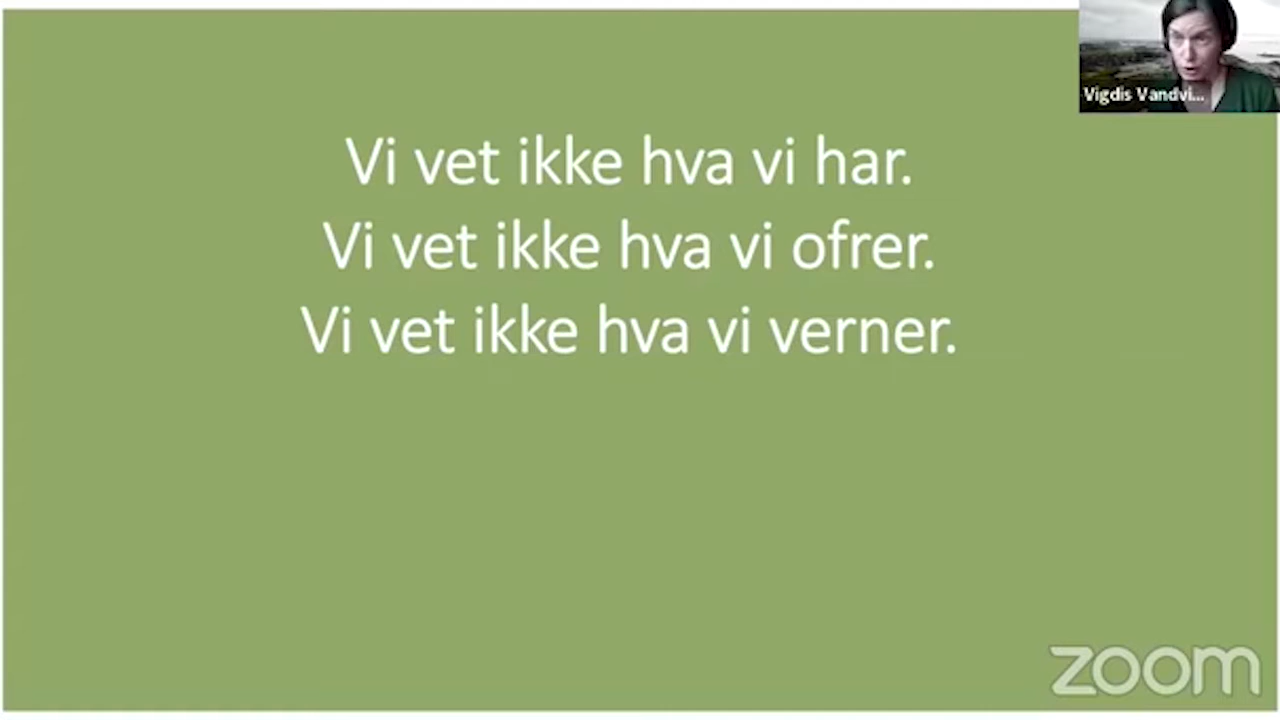 Vigdis Vandvi...
Vi vet ikke hva vi har.
Vi vet ikke hva vi ofrer.
Vi vet ikke hva vi verner.
zoom